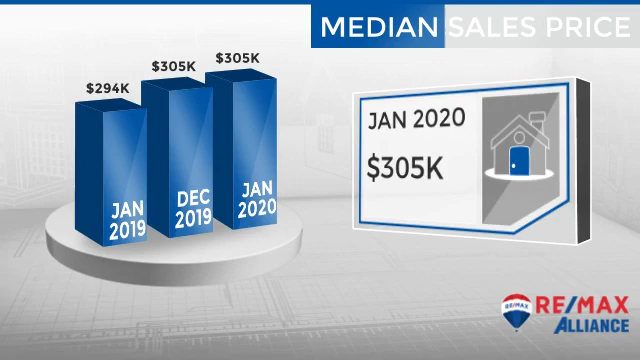 MEDIAN SALES PRICE
$294K
$305K
$305K
JAN
2019
DEC
2019
JAN
2020
JAN 2020
$305K
RE/MAX
RE/MAX
ALLIANCE